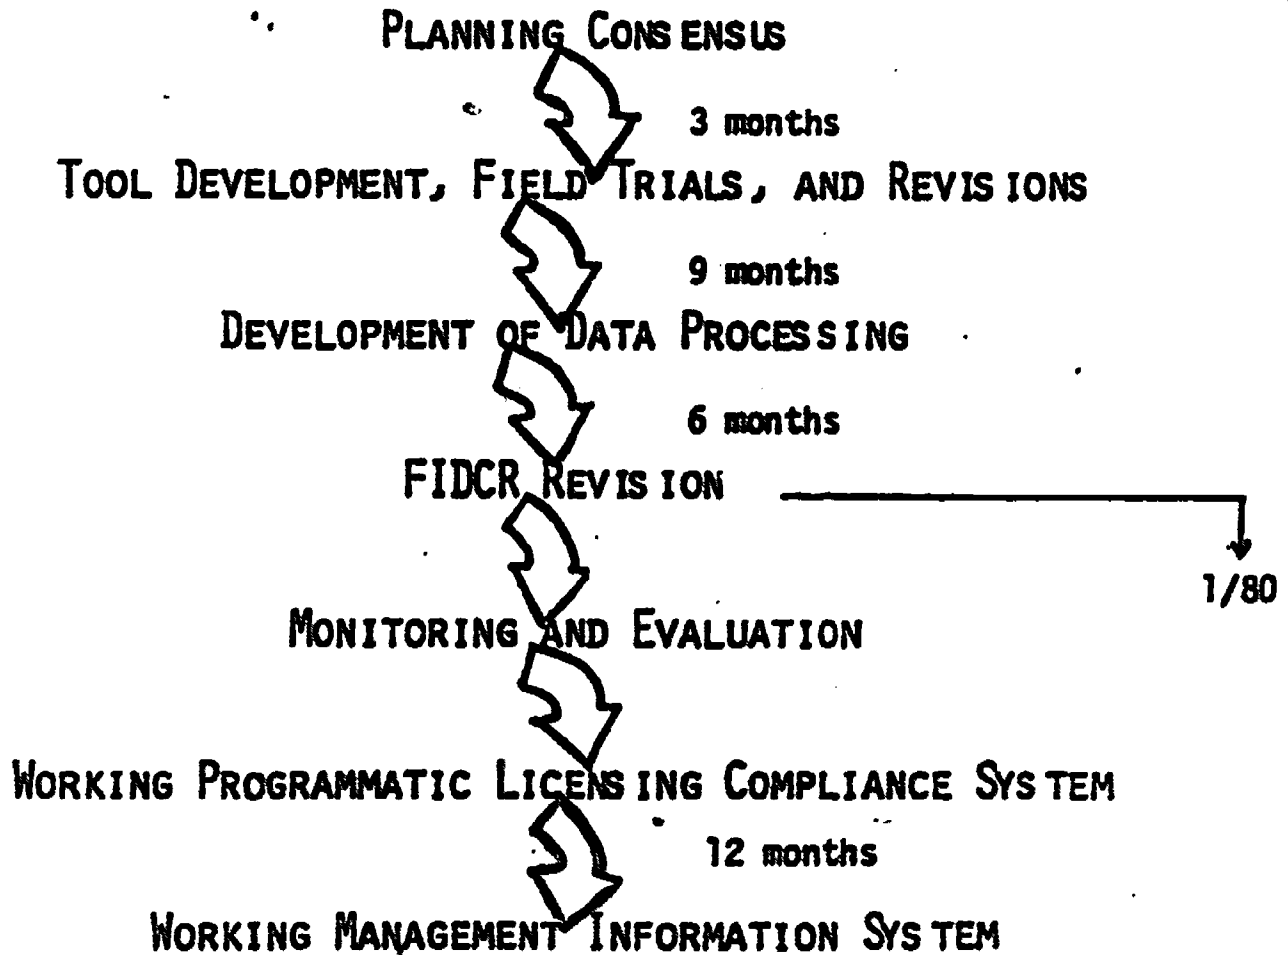 PLANNING CONSENSUS
3 months
TOOL DEVELOPMENT, FIELD TRIALS, AND REVISIONS
9 months
DEVELOPMENT OF DATA PROCESSING
6 months
FIDCR REVISION
1/80
MONITORING AND EVALUATION
WORKING PROGRAMMATIC LICENSING COMPLIANCE SYSTEM
12 months
WORKING MANAGEMENT INFORMATION SYSTEM